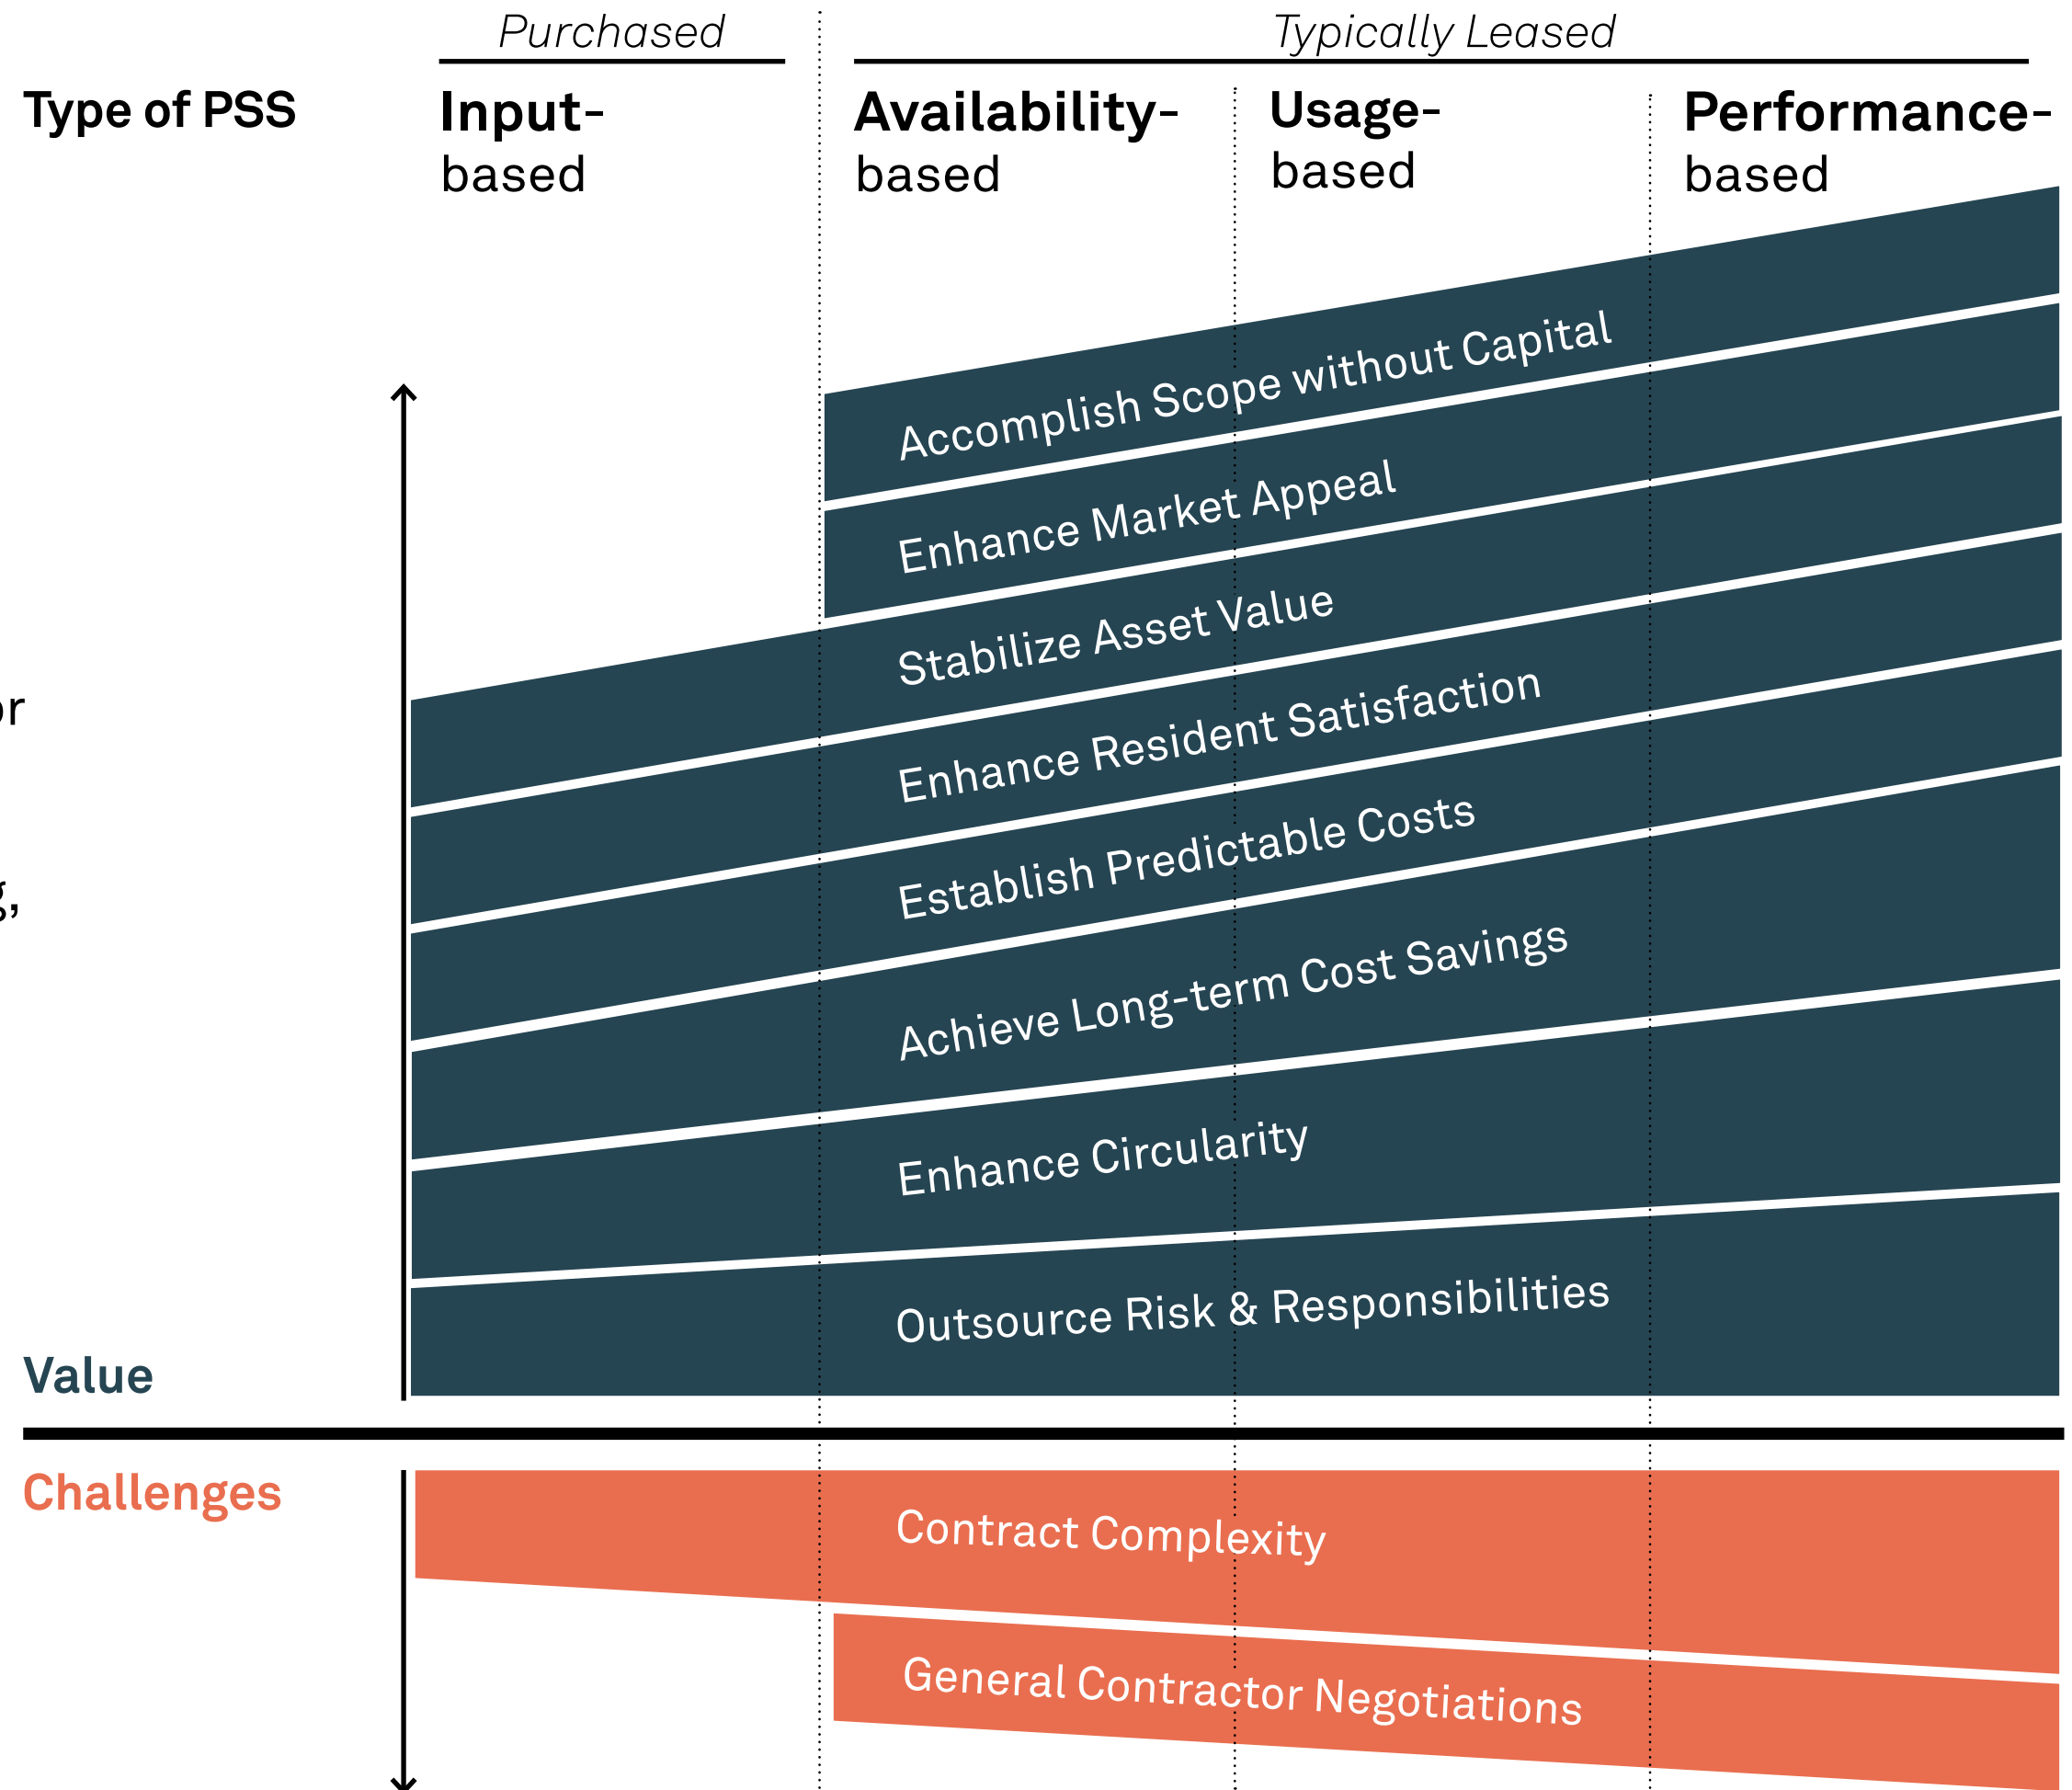 Purchased
Typically Leased
Type of PSS
Input-
based
Availability-
based
Usage-
based
Performance-
based
Accomplish Scope without Capital
Enhance Market Appeal
Stabilize Asset Value
or
Enhance Resident Satisfaction
Establish Predictable Costs
g,
Achieve Long-term Cost Savings
Enhance Circularity
Outsource Risk & Responsibilities
Value
Challenges
Contract Complexity
General Contractor Negotiations